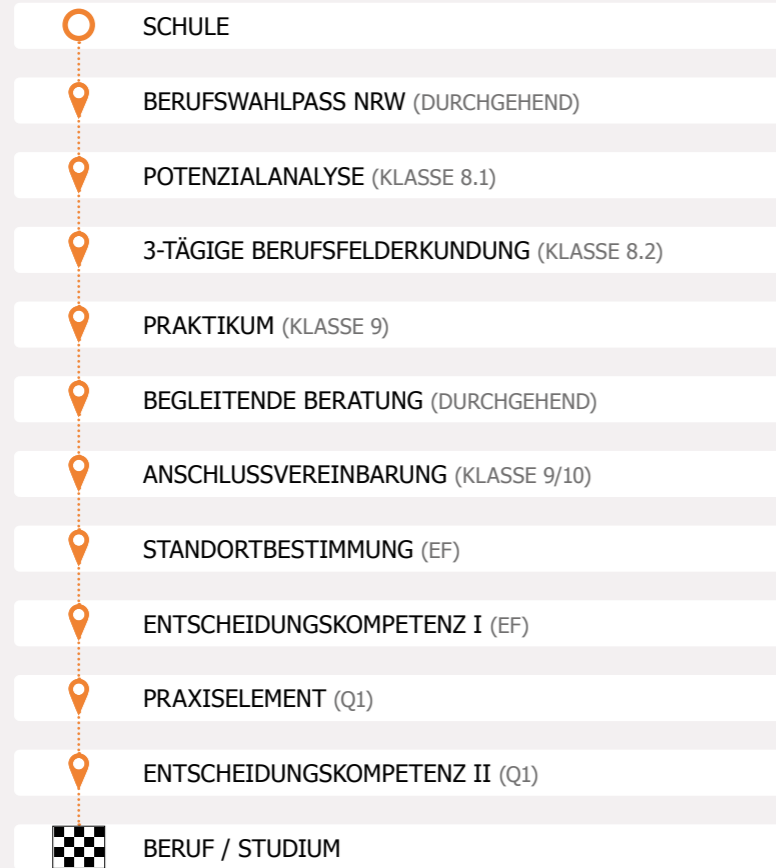 SCHULE
BERUFSWAHLPASS NRW (DURCHGEHEND)
POTENZIALANALYSE (KLASSE 8.1)
3-TÄGIGE BERUFSFELDERKUNDUNG (KLASSE 8.2)
PRAKTIKUM (KLASSE 9)
BEGLEITENDE BERATUNG (DURCHGEHEND)
ANSCHLUSSVEREINBARUNG (KLASSE 9/10)
STANDORTBESTIMMUNG (EF)
ENTSCHEIDUNGSKOMPETENZ I (EF)
PRAXISELEMENT (Q1)
ENTSCHEIDUNGSKOMPETENZ II (Q1)
BERUF / STUDIUM